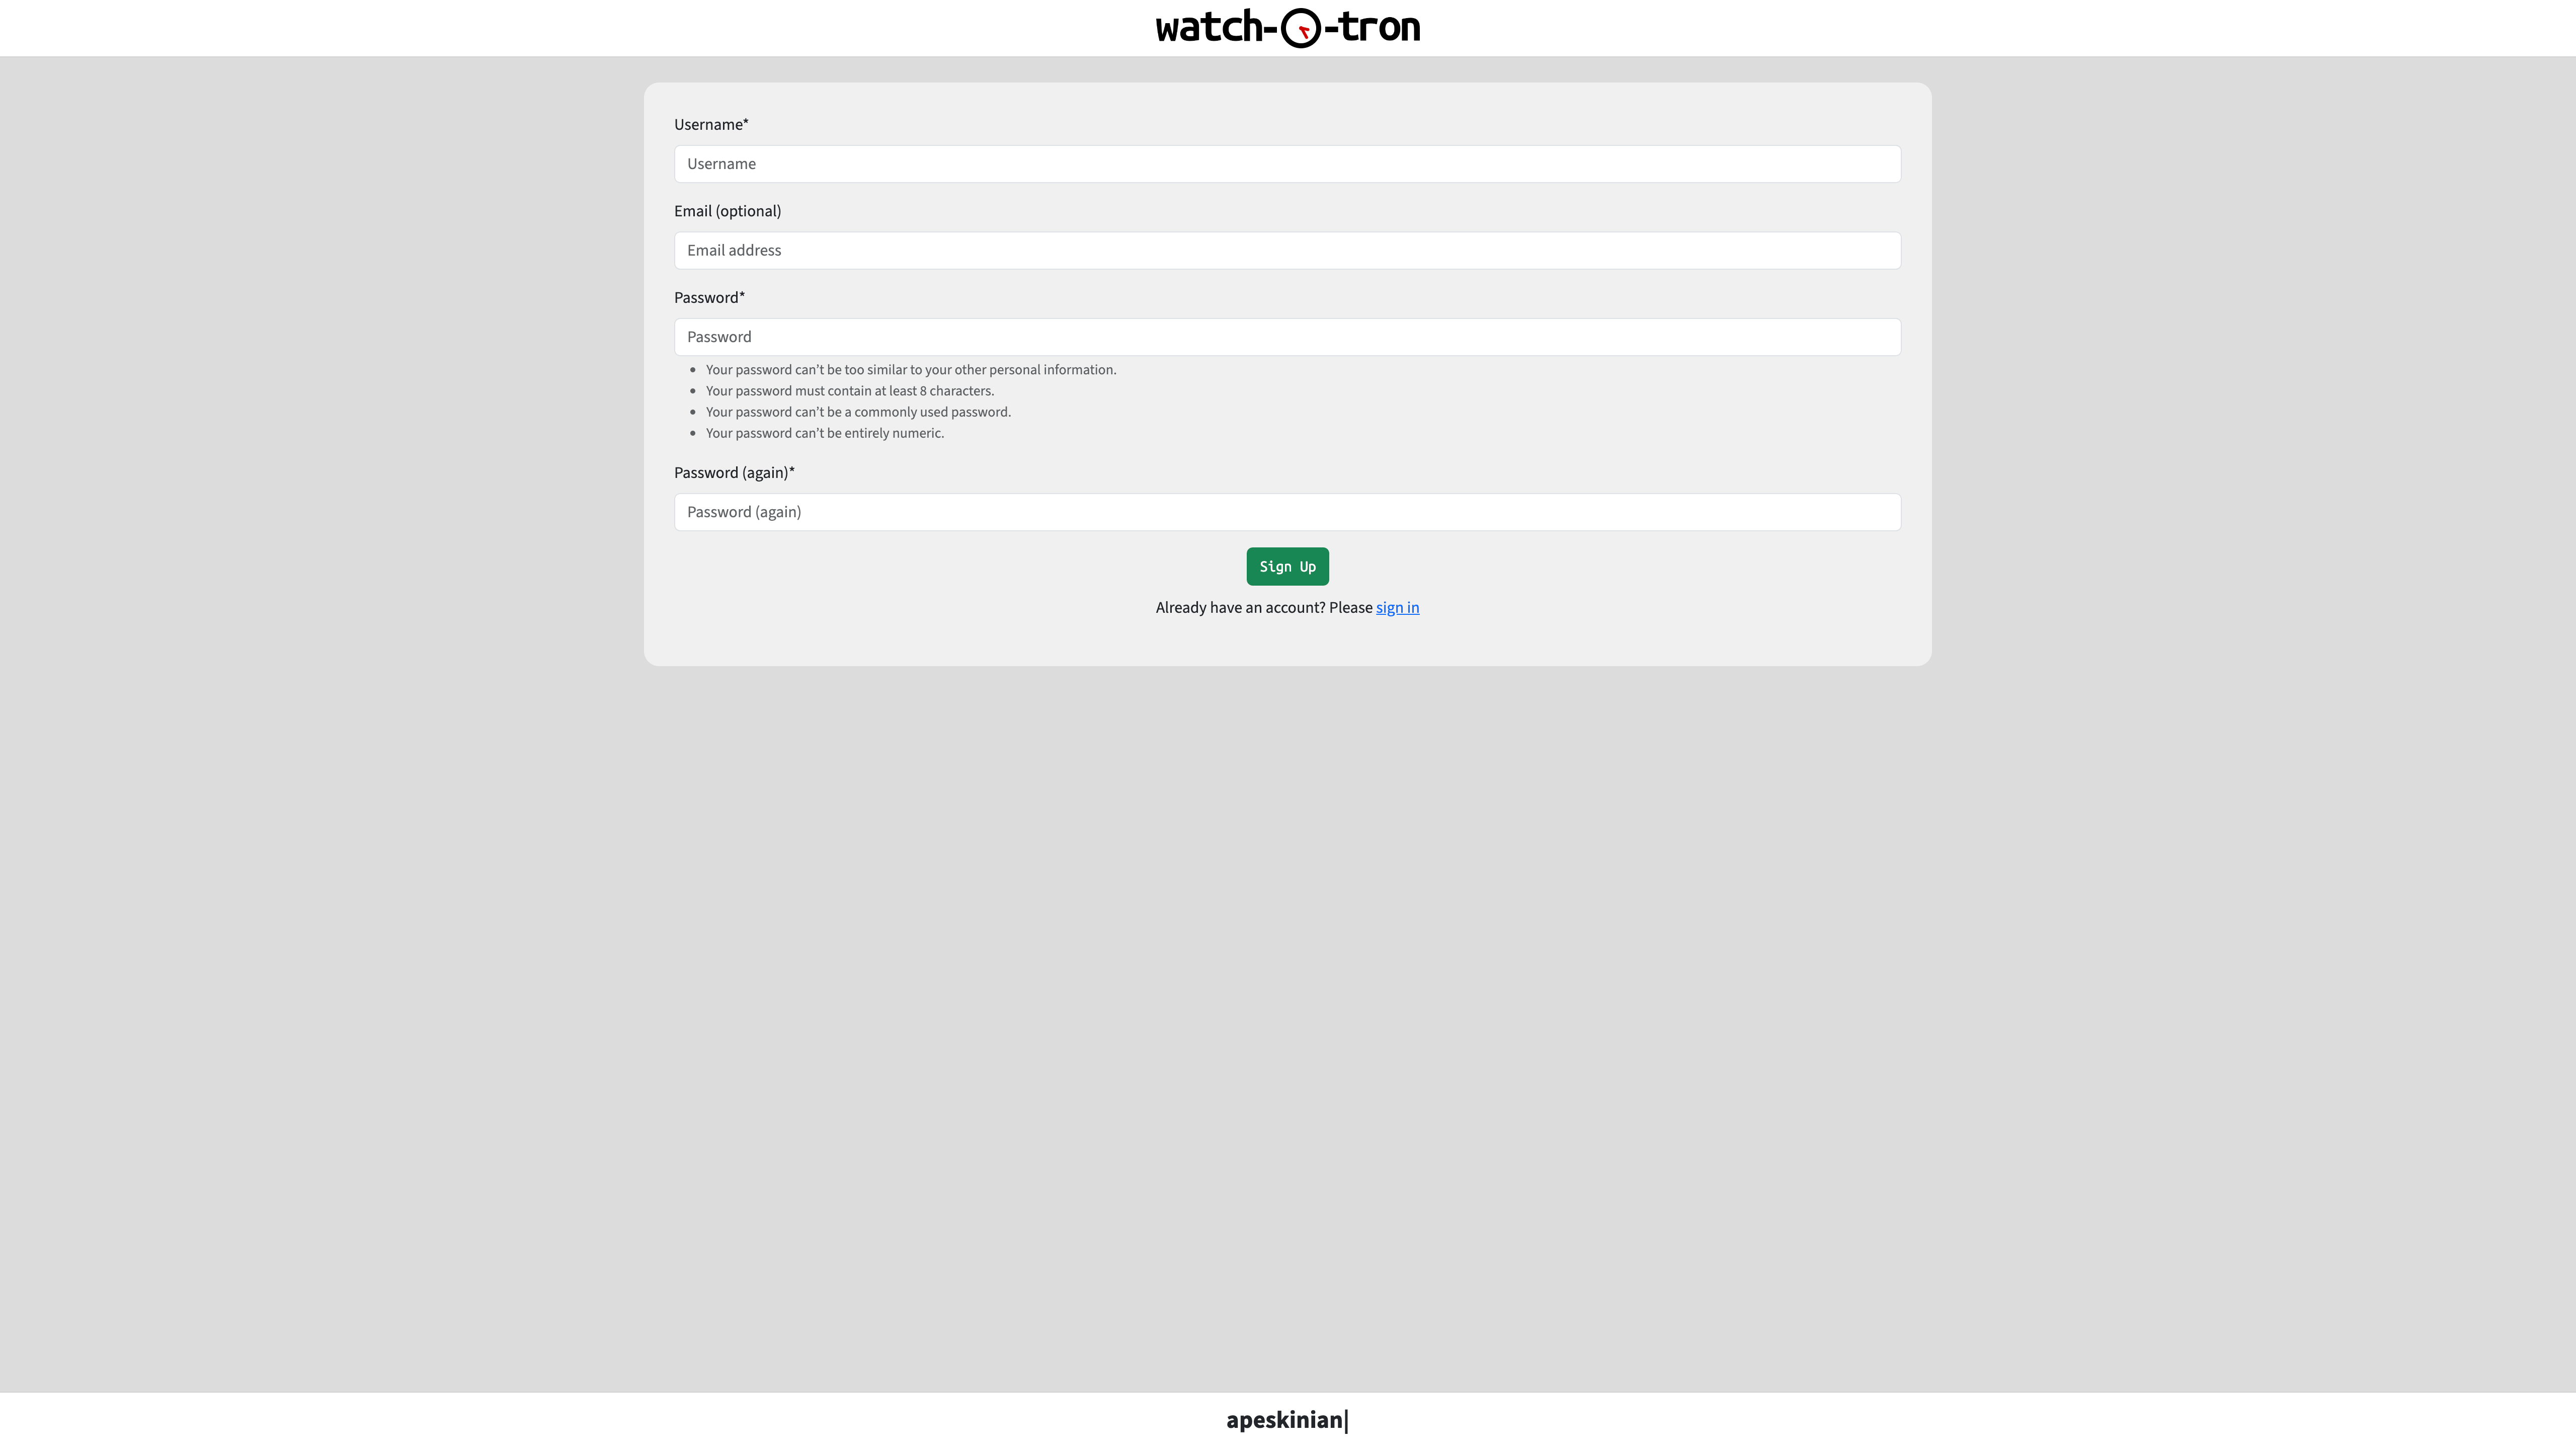 watch-O-tron
Username*
Username
Email (optional)
Email address
Password*
Password
Your password can’t be too similar to your other personal information.
Your password must contain at least 8 characters.
Your password can’t be a commonly used password.
Your password can’t be entirely numeric.
Password (again)*
Password (again)
Sign Up
Already have an account? Please sign in
apeskinian|